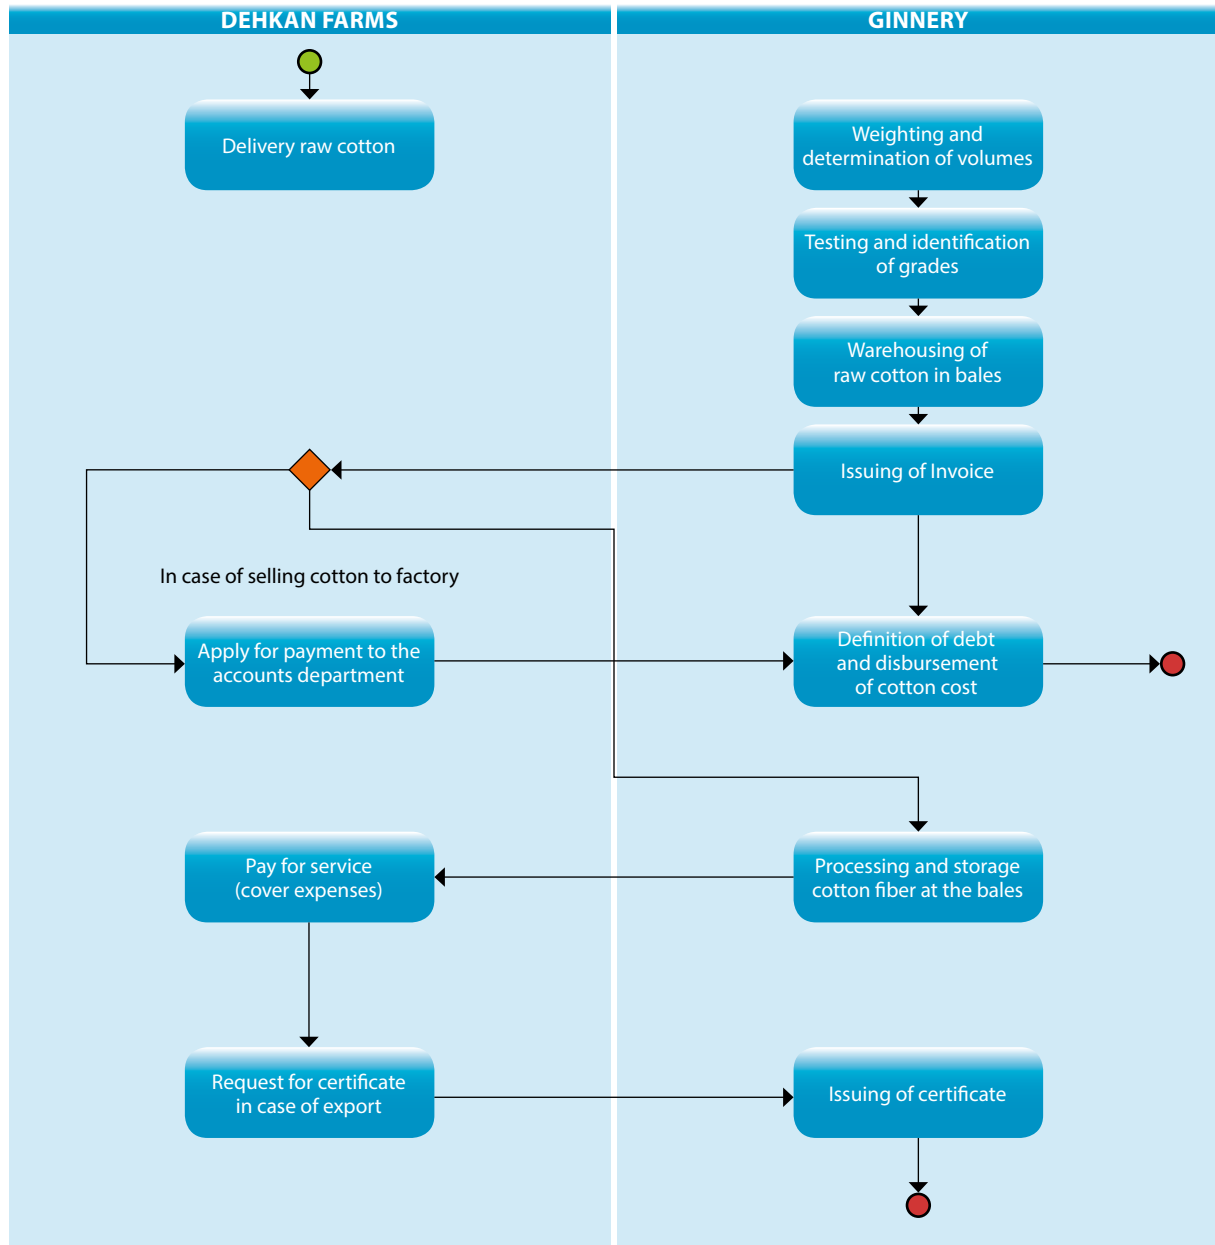 DEHKAN FARMS
GINNERY
Delivery raw cotton
Weighting and
determination of volumes
Testing and identification
of grades
Warehousing of
raw cotton in bales
Issuing of Invoice
In case of selling cotton to factory
Apply for payment to the
accounts department
Definition of debt
and disbursement
of cotton cost
Pay for service
(cover expenses)
Processing and storage
cotton fiber at the bales
Request for certificate
in case of export
Issuing of certificate